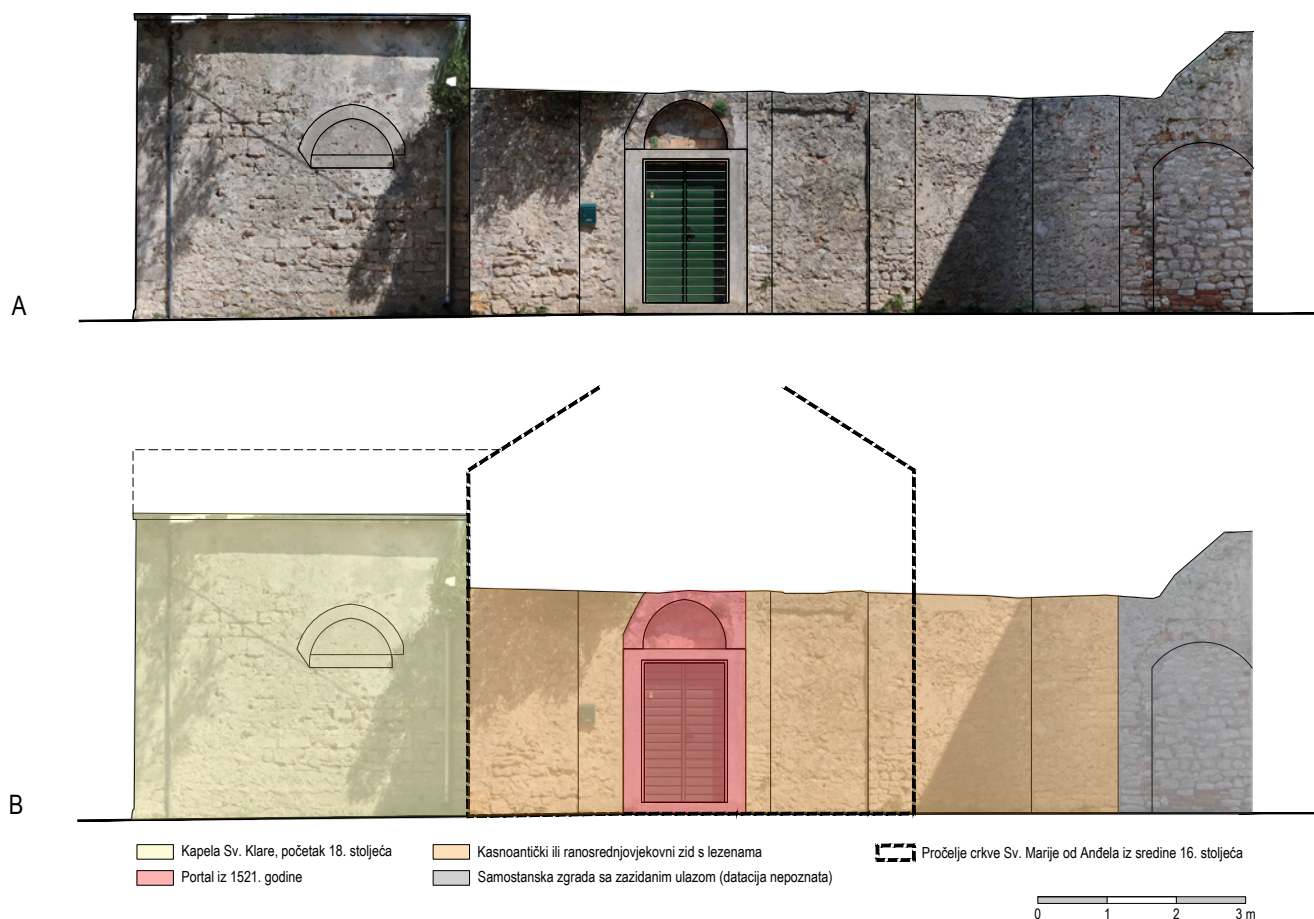 A
B
Kapela Sv. Klare, početak 18. stoljeća
Portal iz 1521. godine
Kasnoantički ili ranosrednjovjekovni zid s lezenama
Samostanska zgrada sa zazidanim ulazom (datacija nepoznata)
Pročelje crkve Sv. Marije od Anđela iz sredine 16. stoljeća
0 1 2 3 m